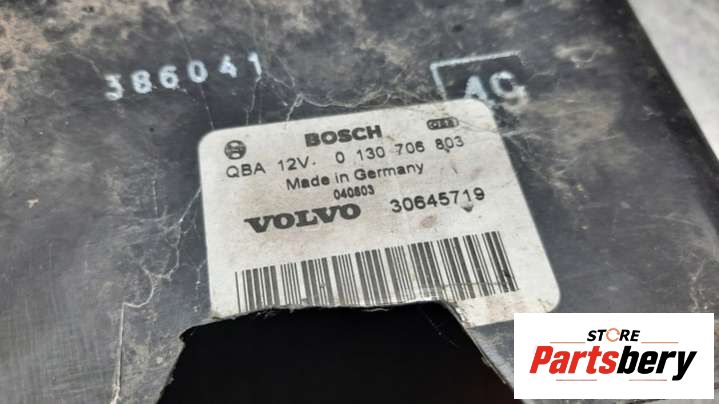 386041
AC
BOSCH
QBA 12V. 0 130 706 803
Made in Germany
040803
VOLVO 30645719
STORE
Partsbery